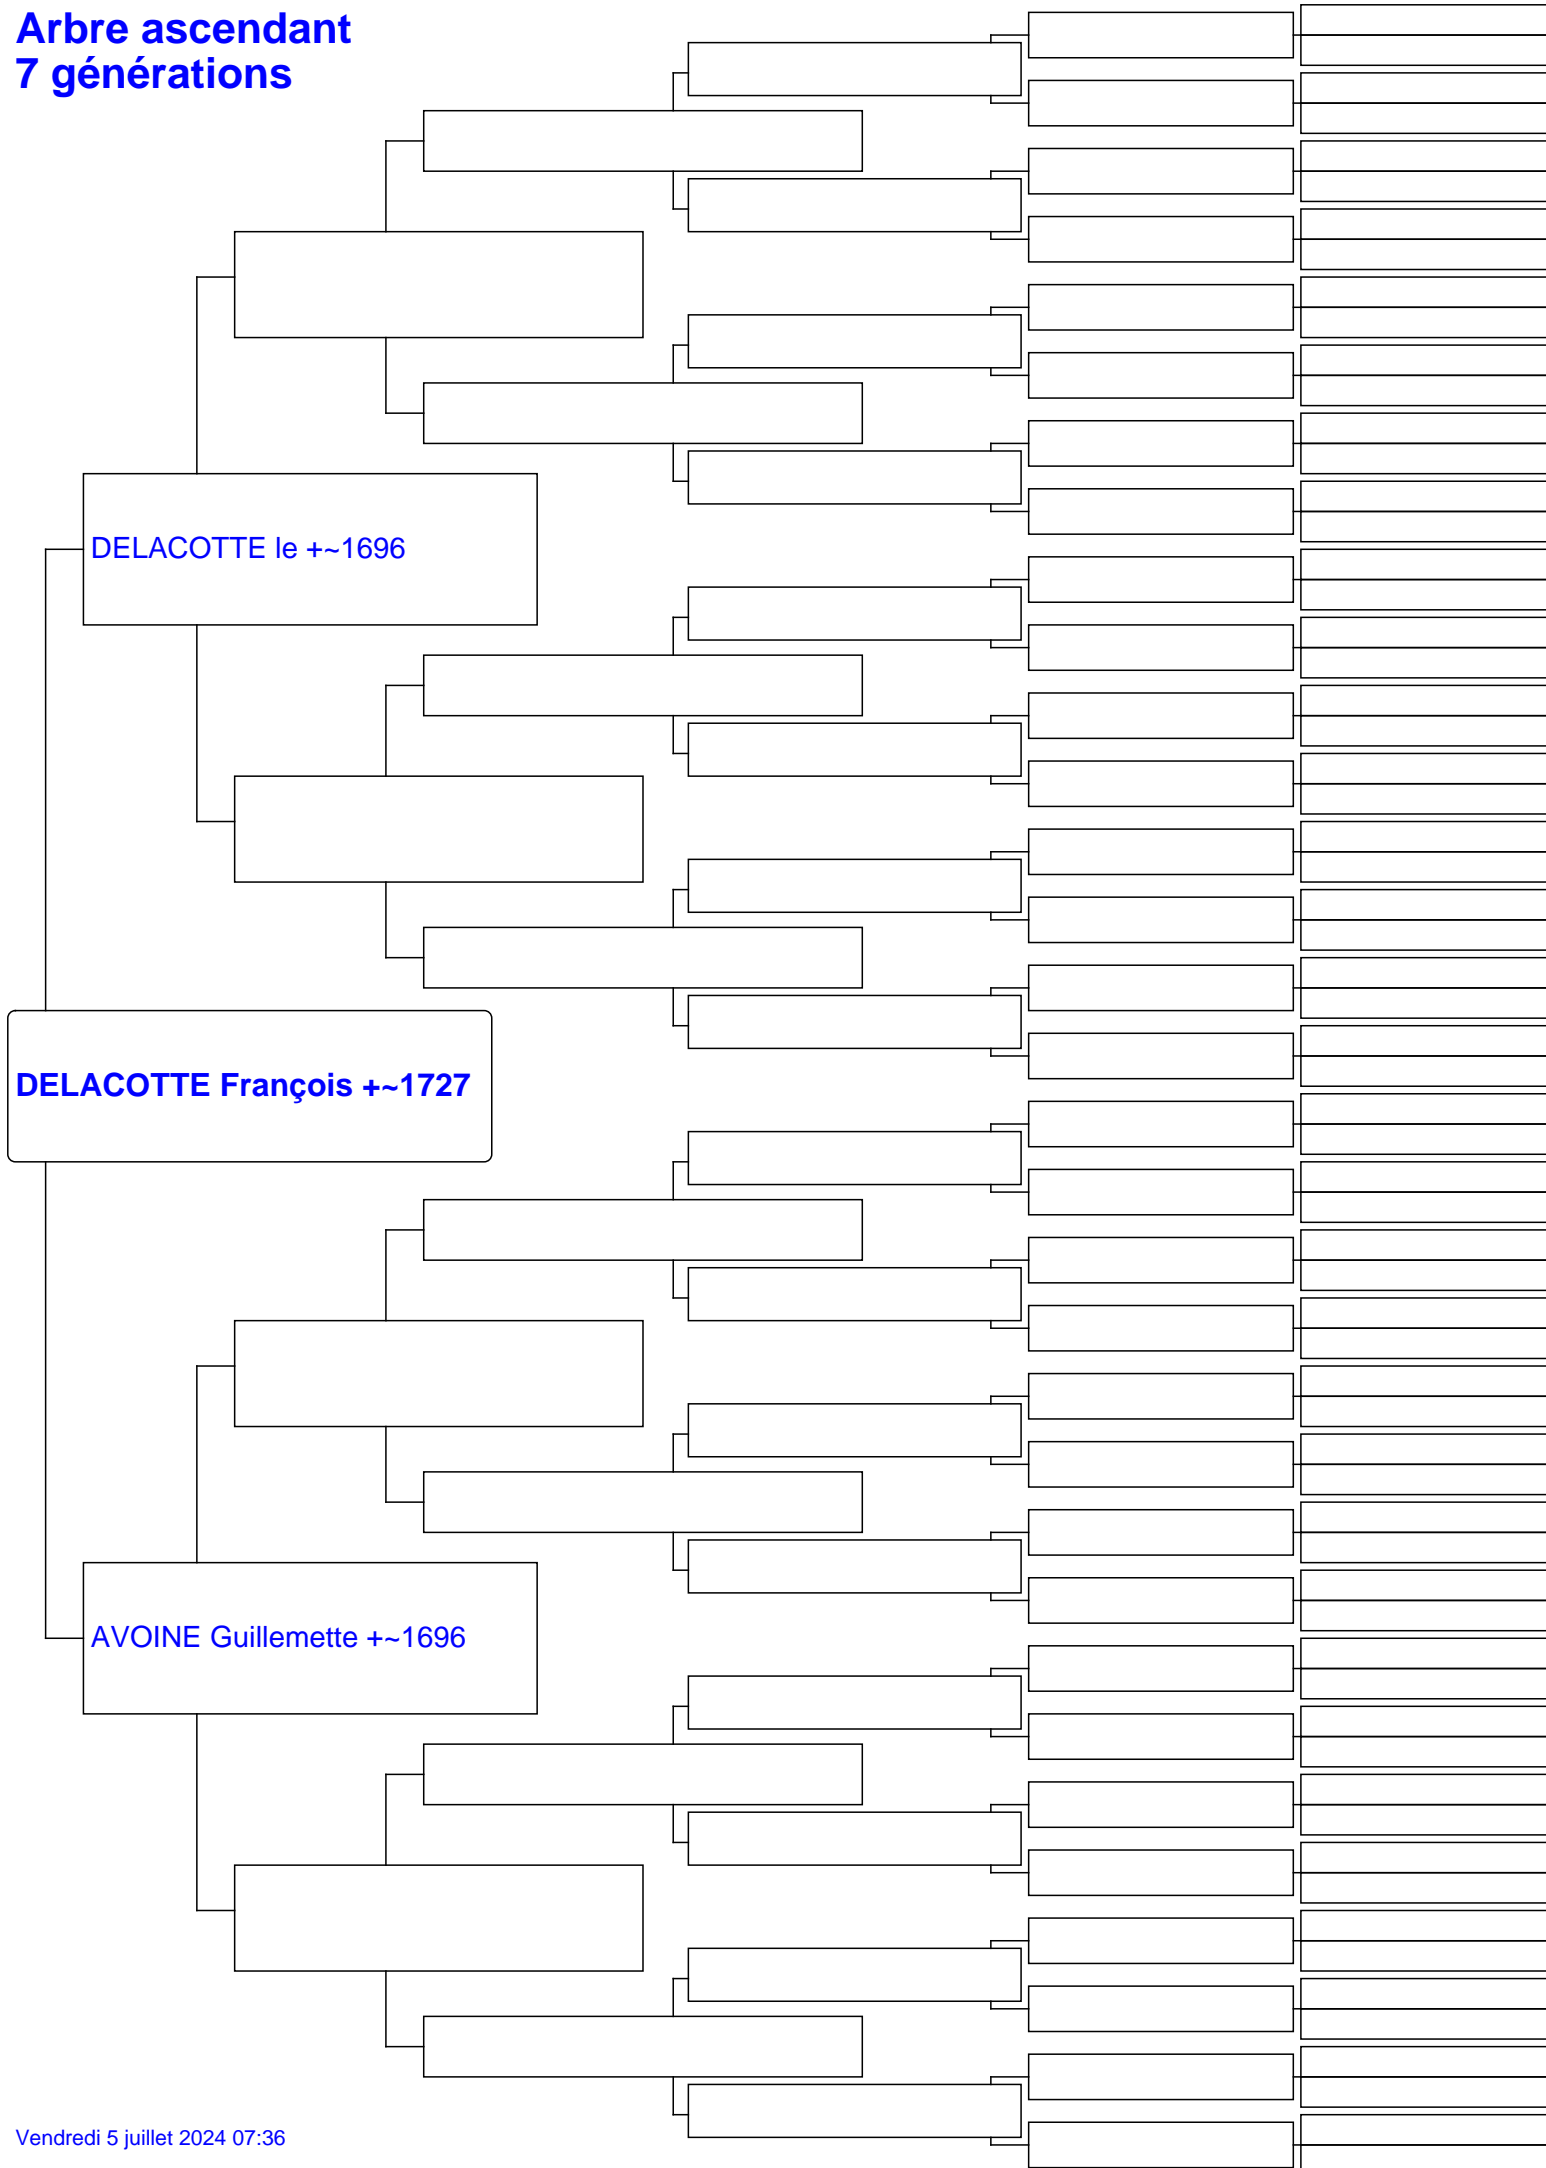 Arbre ascendant
7 générations
DELACOTTE le +~1696
DELACOTTE François +~1727
AVOINE Guillemette +~1696
Vendredi 5 juillet 2024 07:36